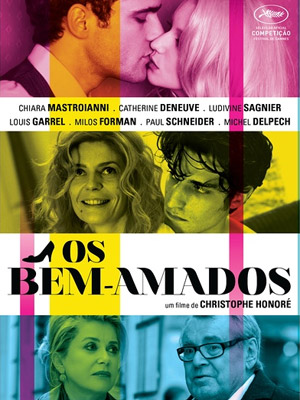 COMPETIÇÃO
CHIARA MASTROIANNI . CATHERINE DENEUVE . LUDIVINE SAGNIER
LOUIS GARREL . MILOS FORMAN . PAUL SCHNEIDER . MICHEL DELPECH
OS
BEM-AMADOS
um filme de CHRISTOPHE HONORÉ